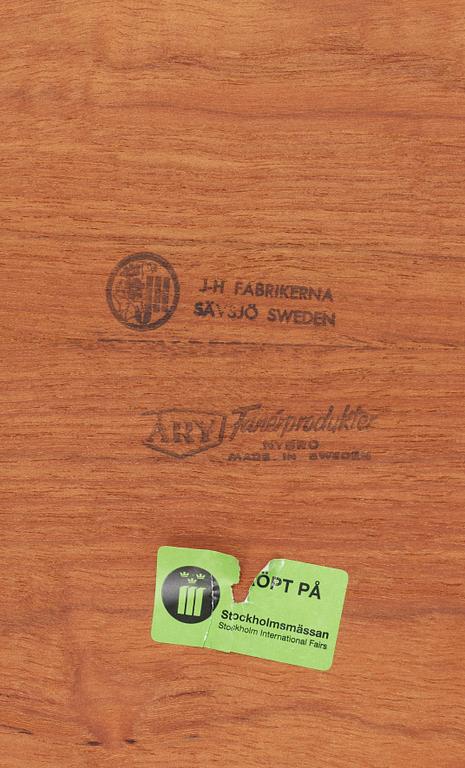 J-H FABRIKERNA
SÄVSJÖ SWEDEN
ARY Fanérprodukter
NYBRO
MADE IN SWEDEN
ÖPT PÅ
Stockholmsmässan
Stockholm International Fairs